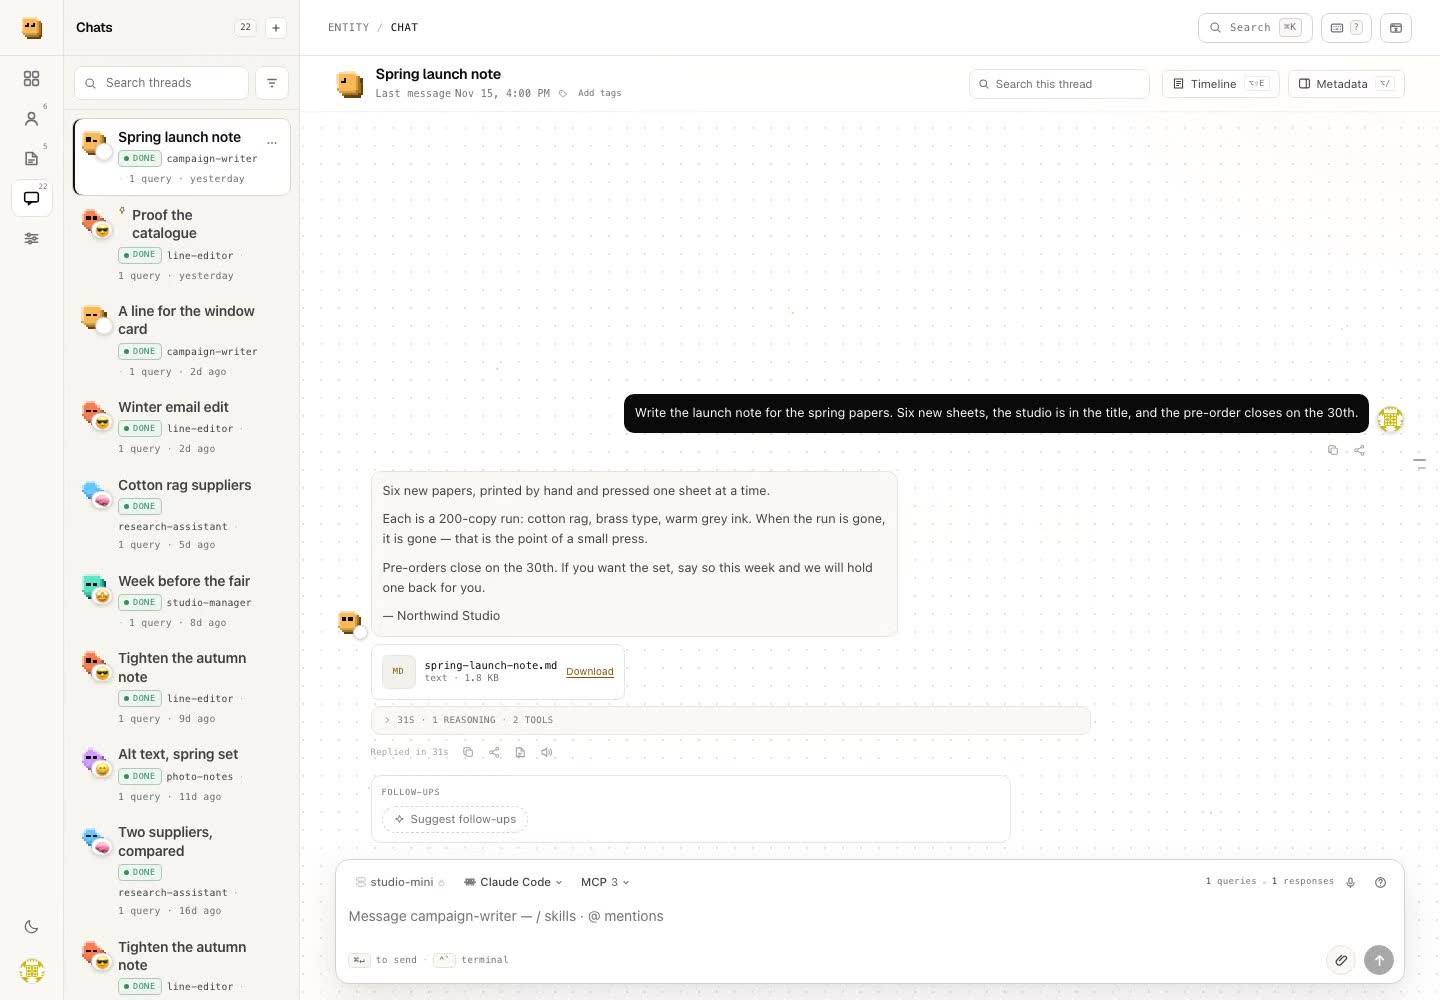 Chats
22
ENTITY / CHAT
Search ⌘K
?
Search threads
6
5
22
Spring launch note
DONE campaign-writer
· 1 query · yesterday
Proof the
catalogue
DONE line-editor ·
1 query · yesterday
A line for the window
card
DONE campaign-writer
· 1 query · 2d ago
Winter email edit
DONE line-editor ·
1 query · 2d ago
Cotton rag suppliers
DONE
research-assistant ·
1 query · 5d ago
Week before the fair
DONE studio-manager
· 1 query · 8d ago
Tighten the autumn
note
DONE line-editor ·
1 query · 9d ago
Alt text, spring set
DONE photo-notes ·
1 query · 11d ago
Two suppliers,
compared
DONE
research-assistant ·
1 query · 16d ago
Tighten the autumn
note
DONE line-editor ·
Spring launch note
Last message Nov 15, 4:00 PM Add tags
Search this thread
Timeline ⌥⇧E
Metadata ⌥/
Write the launch note for the spring papers. Six new sheets, the studio is in the title, and the pre-order closes on the 30th.
Six new papers, printed by hand and pressed one sheet at a time.
Each is a 200-copy run: cotton rag, brass type, warm grey ink. When the run is gone,
it is gone — that is the point of a small press.
Pre-orders close on the 30th. If you want the set, say so this week and we will hold
one back for you.
— Northwind Studio
MD
spring-launch-note.md
text · 1.8 KB
Download
31S · 1 REASONING · 2 TOOLS
Replied in 31s
FOLLOW-UPS
Suggest follow-ups
studio-mini
Claude Code
MCP 3
1 queries · 1 responses
Message campaign-writer — / skills · @ mentions
⌘↵ to send · ⌃` terminal